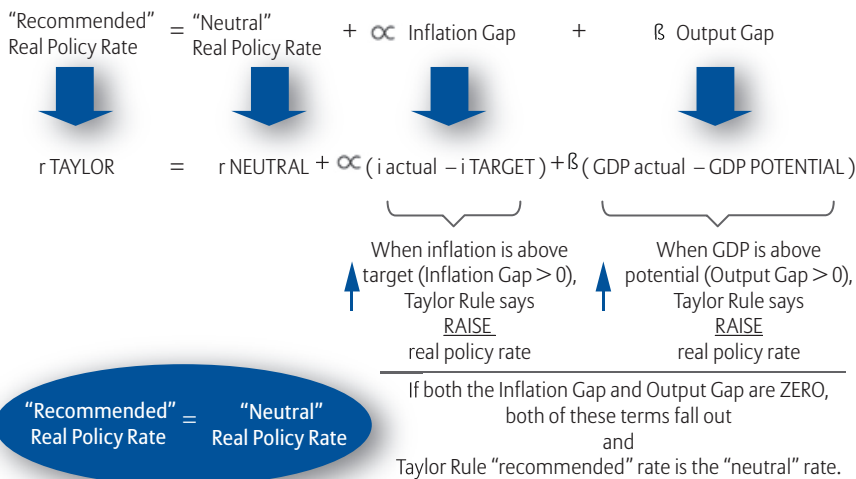 “Recommended” Real Policy Rate = “Neutral” Real Policy Rate + ∝ Inflation Gap + ß Output Gap
r TAYLOR = r NEUTRAL + ∝ ( i actual – i TARGET ) + ß ( GDP actual – GDP POTENTIAL )
When inflation is above
target (Inflation Gap > 0),
Taylor Rule says
RAISE
real policy rate
When GDP is above
potential (Output Gap > 0),
Taylor Rule says
RAISE
real policy rate
“Recommended” Real Policy Rate = “Neutral” Real Policy Rate
If both the Inflation Gap and Output Gap are ZERO,
both of these terms fall out
and
Taylor Rule “recommended” rate is the “neutral” rate.